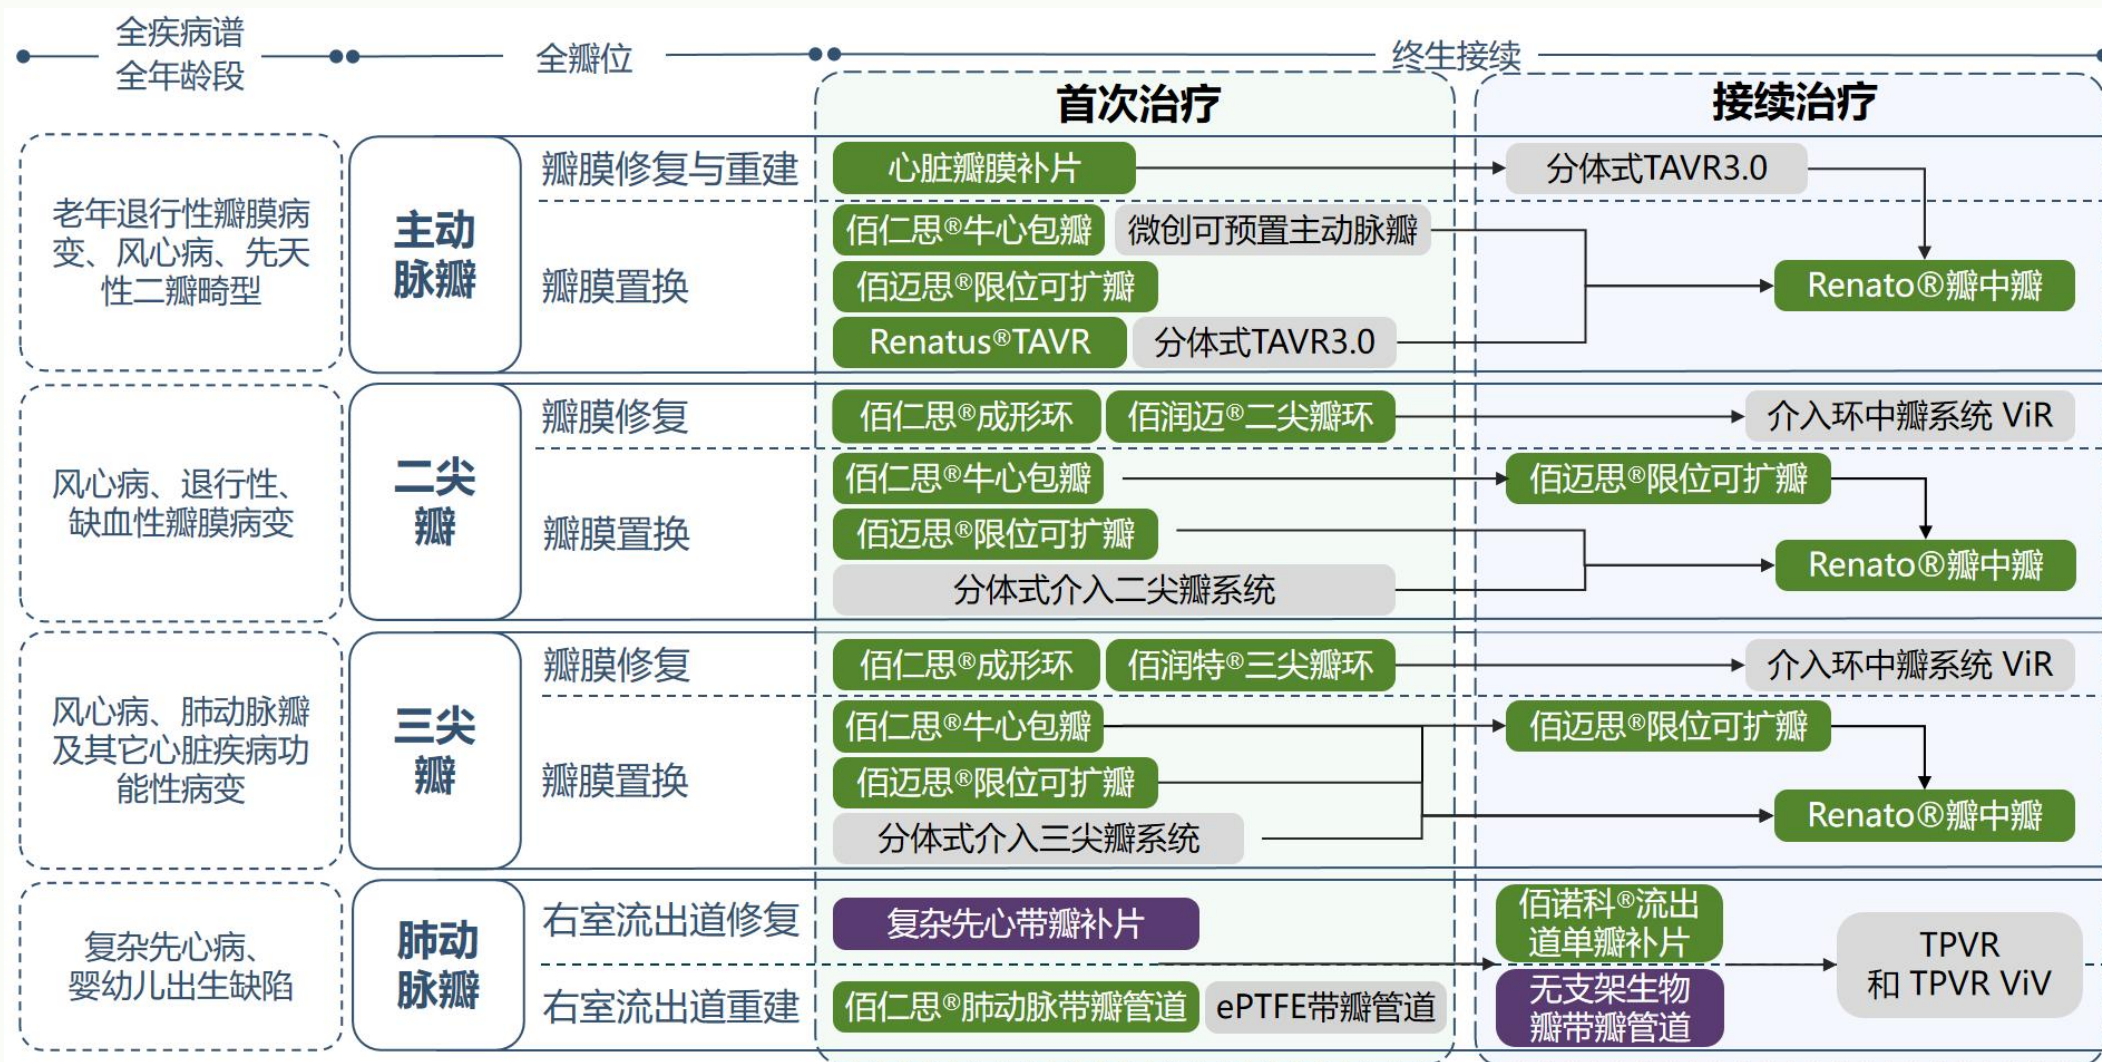 全疾病谱
全年龄段
全瓣位
终生接续
首次治疗
接续治疗
老年退行性瓣膜病
变、风心病、先天
性二瓣畸型
主动
脉瓣
瓣膜修复与重建
心脏瓣膜补片
分体式TAVR3.0
瓣膜置换
佰仁思®牛心包瓣
微创可预置主动脉瓣
佰迈思®限位可扩瓣
Renatus®TAVR
分体式TAVR3.0
Renato®瓣中瓣
风心病、退行性、
缺血性瓣膜病变
二尖
瓣
瓣膜修复
佰仁思®成形环
佰润迈®二尖瓣环
介入环中瓣系统 ViR
瓣膜置换
佰仁思®牛心包瓣
佰迈思®限位可扩瓣
佰迈思®限位可扩瓣
分体式介入二尖瓣系统
Renato®瓣中瓣
风心病、肺动脉瓣
及其它心脏疾病功
能性病变
三尖
瓣
瓣膜修复
佰仁思®成形环
佰润特®三尖瓣环
介入环中瓣系统 ViR
瓣膜置换
佰仁思®牛心包瓣
佰迈思®限位可扩瓣
佰迈思®限位可扩瓣
分体式介入三尖瓣系统
Renato®瓣中瓣
复杂先心病、
婴幼儿出生缺陷
肺动
脉瓣
右室流出道修复
复杂先心带瓣补片
佰诺科®流出
道单瓣补片
右室流出道重建
佰仁思®肺动脉带瓣管道
ePTFE带瓣管道
无支架生物
瓣带瓣管道
TPVR
和 TPVR ViV